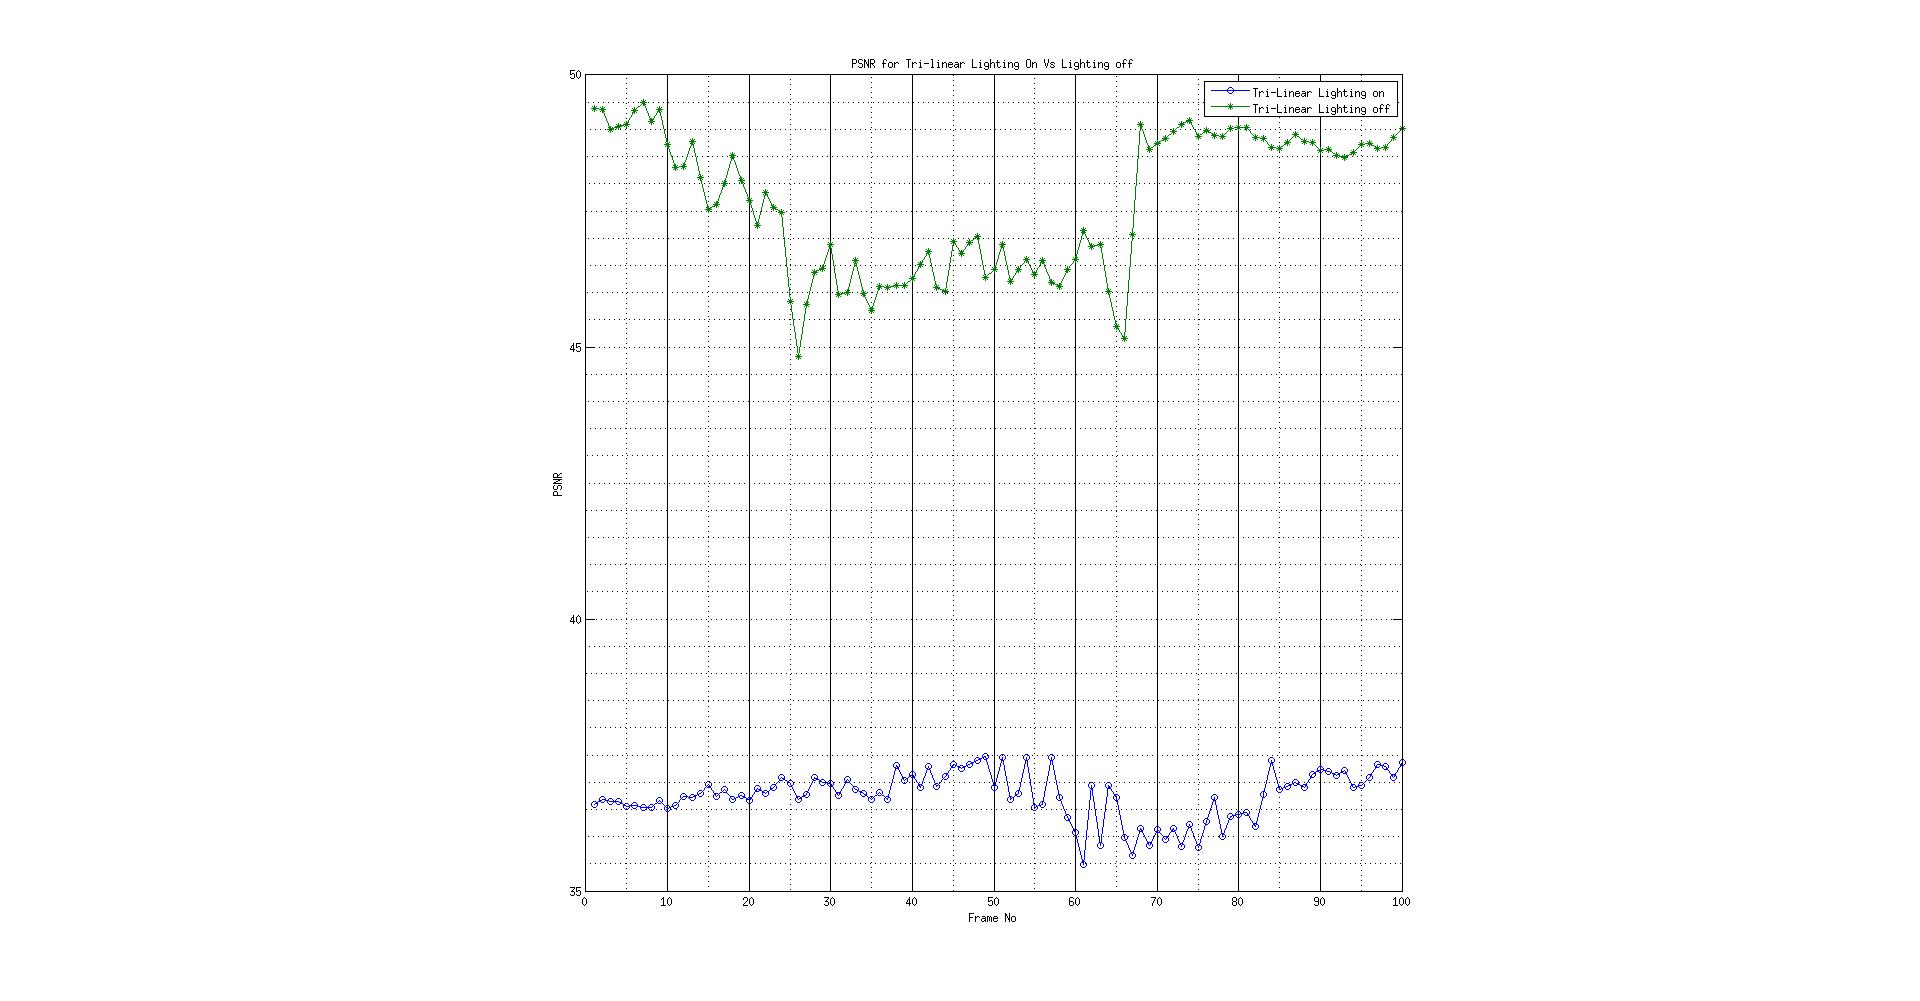 PSNR for Tri-linear Lighting On Vs Lighting off
Tri-Linear Lighting on
Tri-Linear Lighting off
50
45
40
35
PSNR
0 10 20 30 40 50 60 70 80 90 100
Frame No